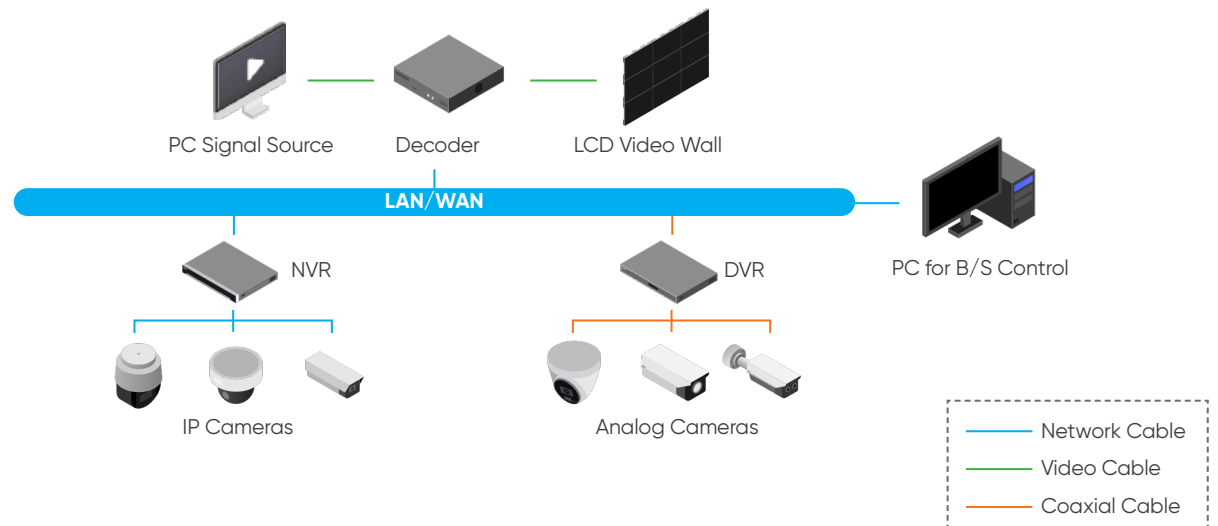 PC Signal Source
Decoder
LCD Video Wall
LAN/WAN
NVR
DVR
PC for B/S Control
IP Cameras
Analog Cameras
Network Cable
Video Cable
Coaxial Cable